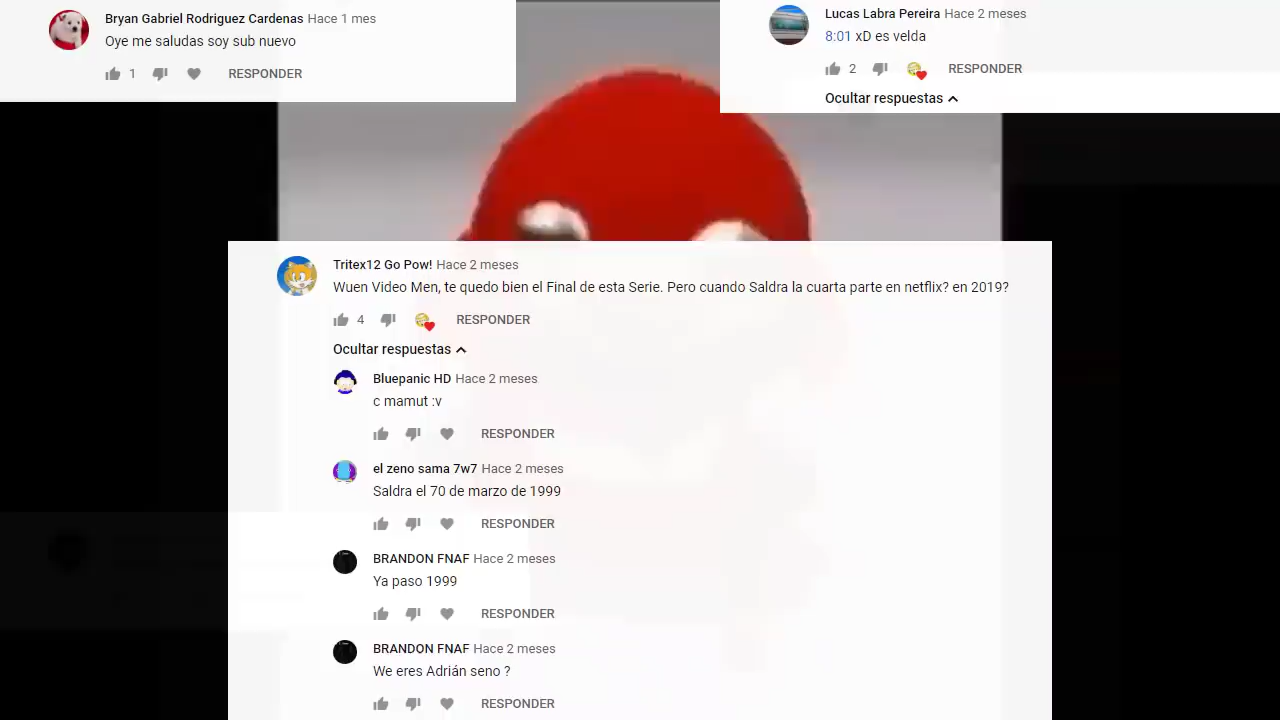 Bryan Gabriel Rodriguez Cardenas Hace 1 mes
Oye me saludas soy sub nuevo
1 RESPONDER
Lucas Labra Pereira Hace 2 meses
8:01 xD es velda
2 RESPONDER
Ocultar respuestas
Tritex12 Go Pow! Hace 2 meses
Wuen Video Men, te quedo bien el Final de esta Serie. Pero cuando Saldra la cuarta parte en netflix? en 2019?
4 RESPONDER
Ocultar respuestas
Bluepanic HD Hace 2 meses
c mamut :v
RESPONDER
el zeno sama 7w7 Hace 2 meses
Saldra el 70 de marzo de 1999
RESPONDER
BRANDON FNAF Hace 2 meses
Ya paso 1999
RESPONDER
BRANDON FNAF Hace 2 meses
We eres Adrián seno ?
RESPONDER